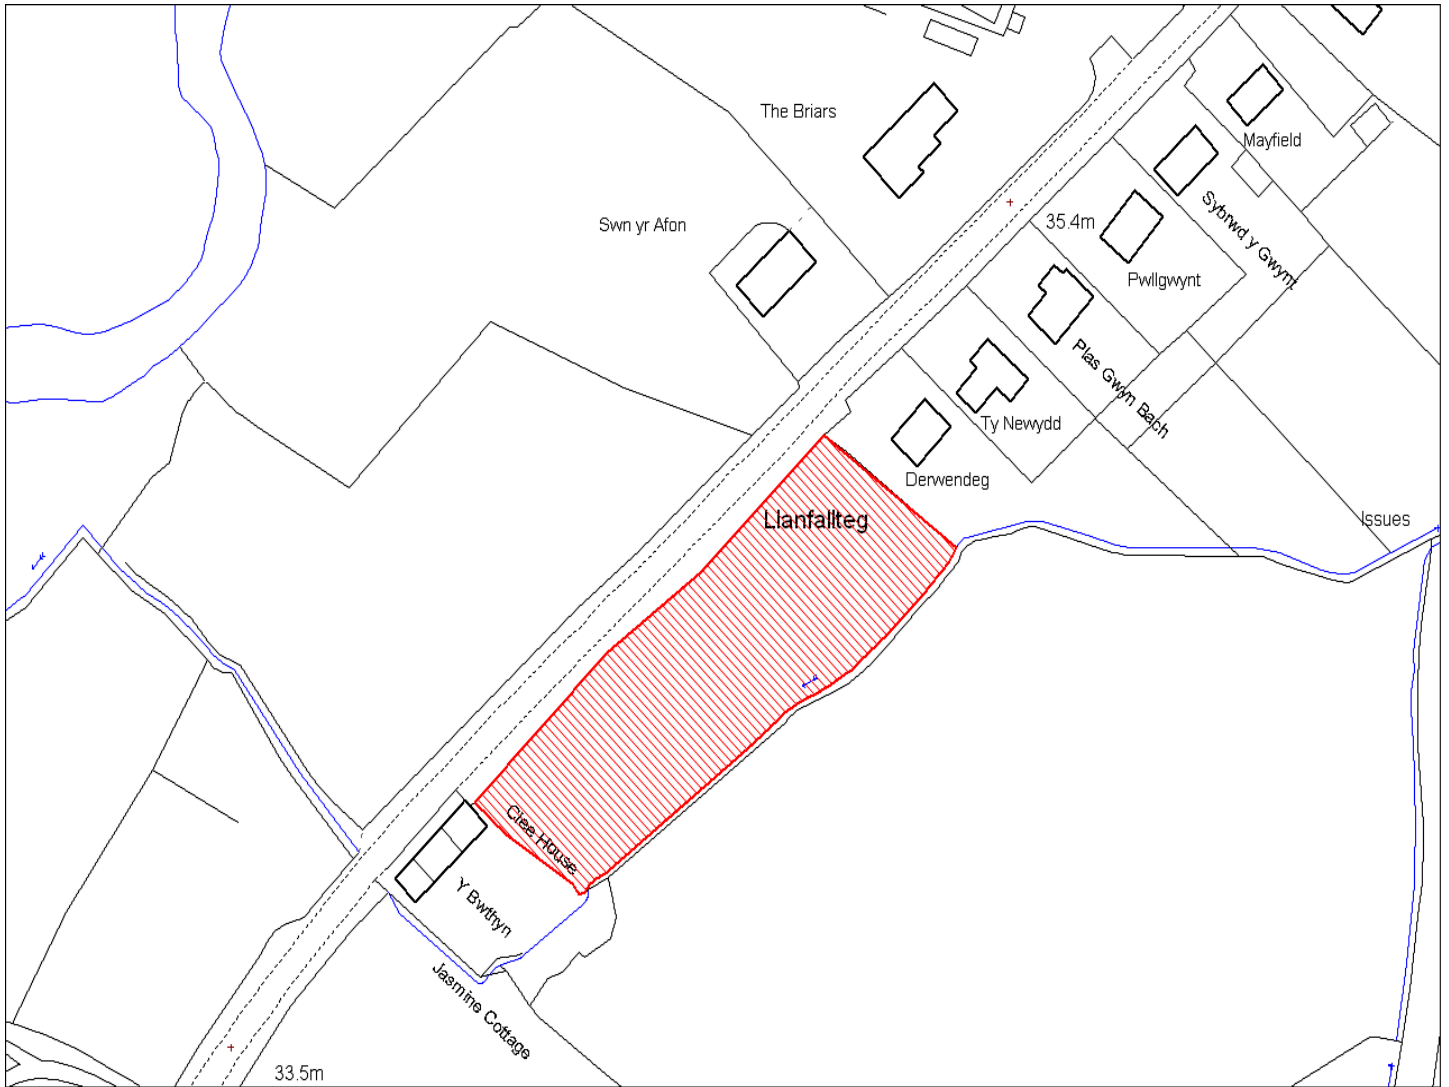 The Briars
Mayfield
Swn yr Afon
35.4m
Sybrwd y Gwynt
Pwllgwynt
Plas Gwyn Bach
Ty Newydd
Derwendeg
Llanfallteg
Issues
Clee House
Y Bwthyn
Jasmine Cottage
33.5m